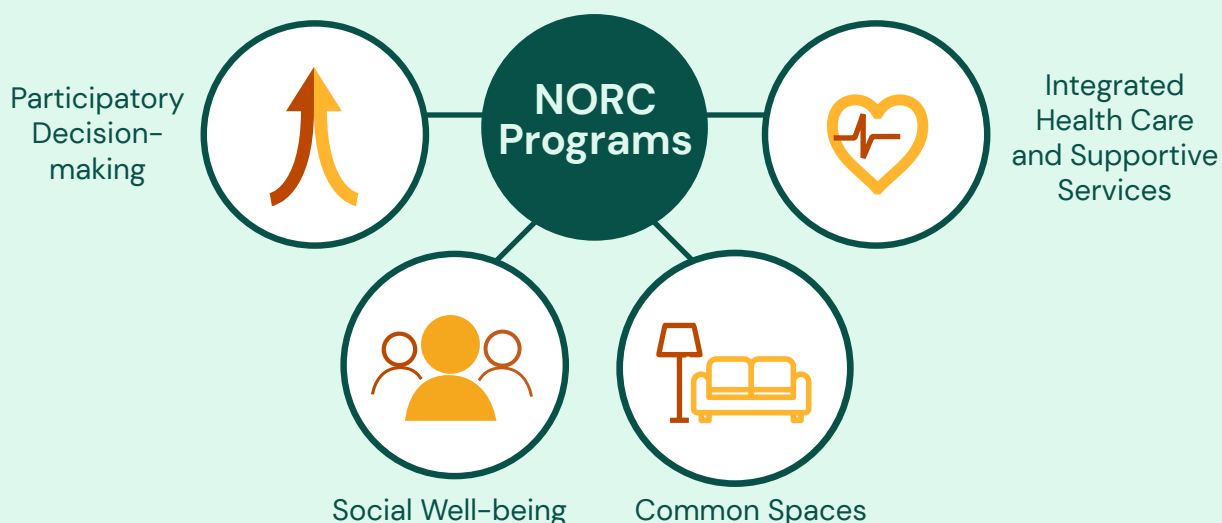 NORC
Programs
Participatory
Decision-
making
Integrated
Health Care
and Supportive
Services
Social Well-being
Common Spaces